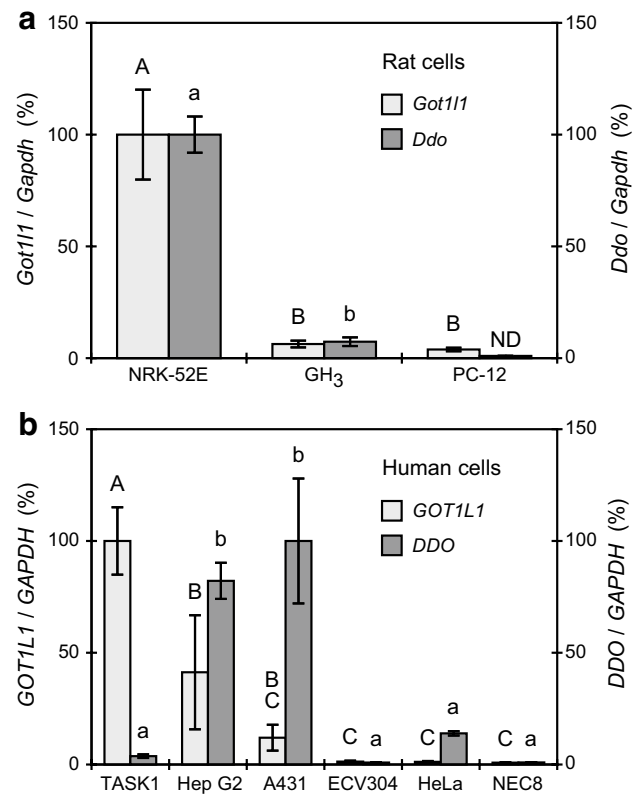 a
150
100
50
0
Got1l1 / Gapdh (%)
150
100
50
0
Ddo / Gapdh (%)
Rat cells
Got1l1
Ddo
A a
B b
B ND
NRK-52E GH3 PC-12
b
150
100
50
0
GOT1L1 / GAPDH (%)
150
100
50
0
DDO / GAPDH (%)
Human cells
GOT1L1
DDO
A a
B b
B
C b
C a
C a
C a
TASK1 Hep G2 A431 ECV304 HeLa NEC8